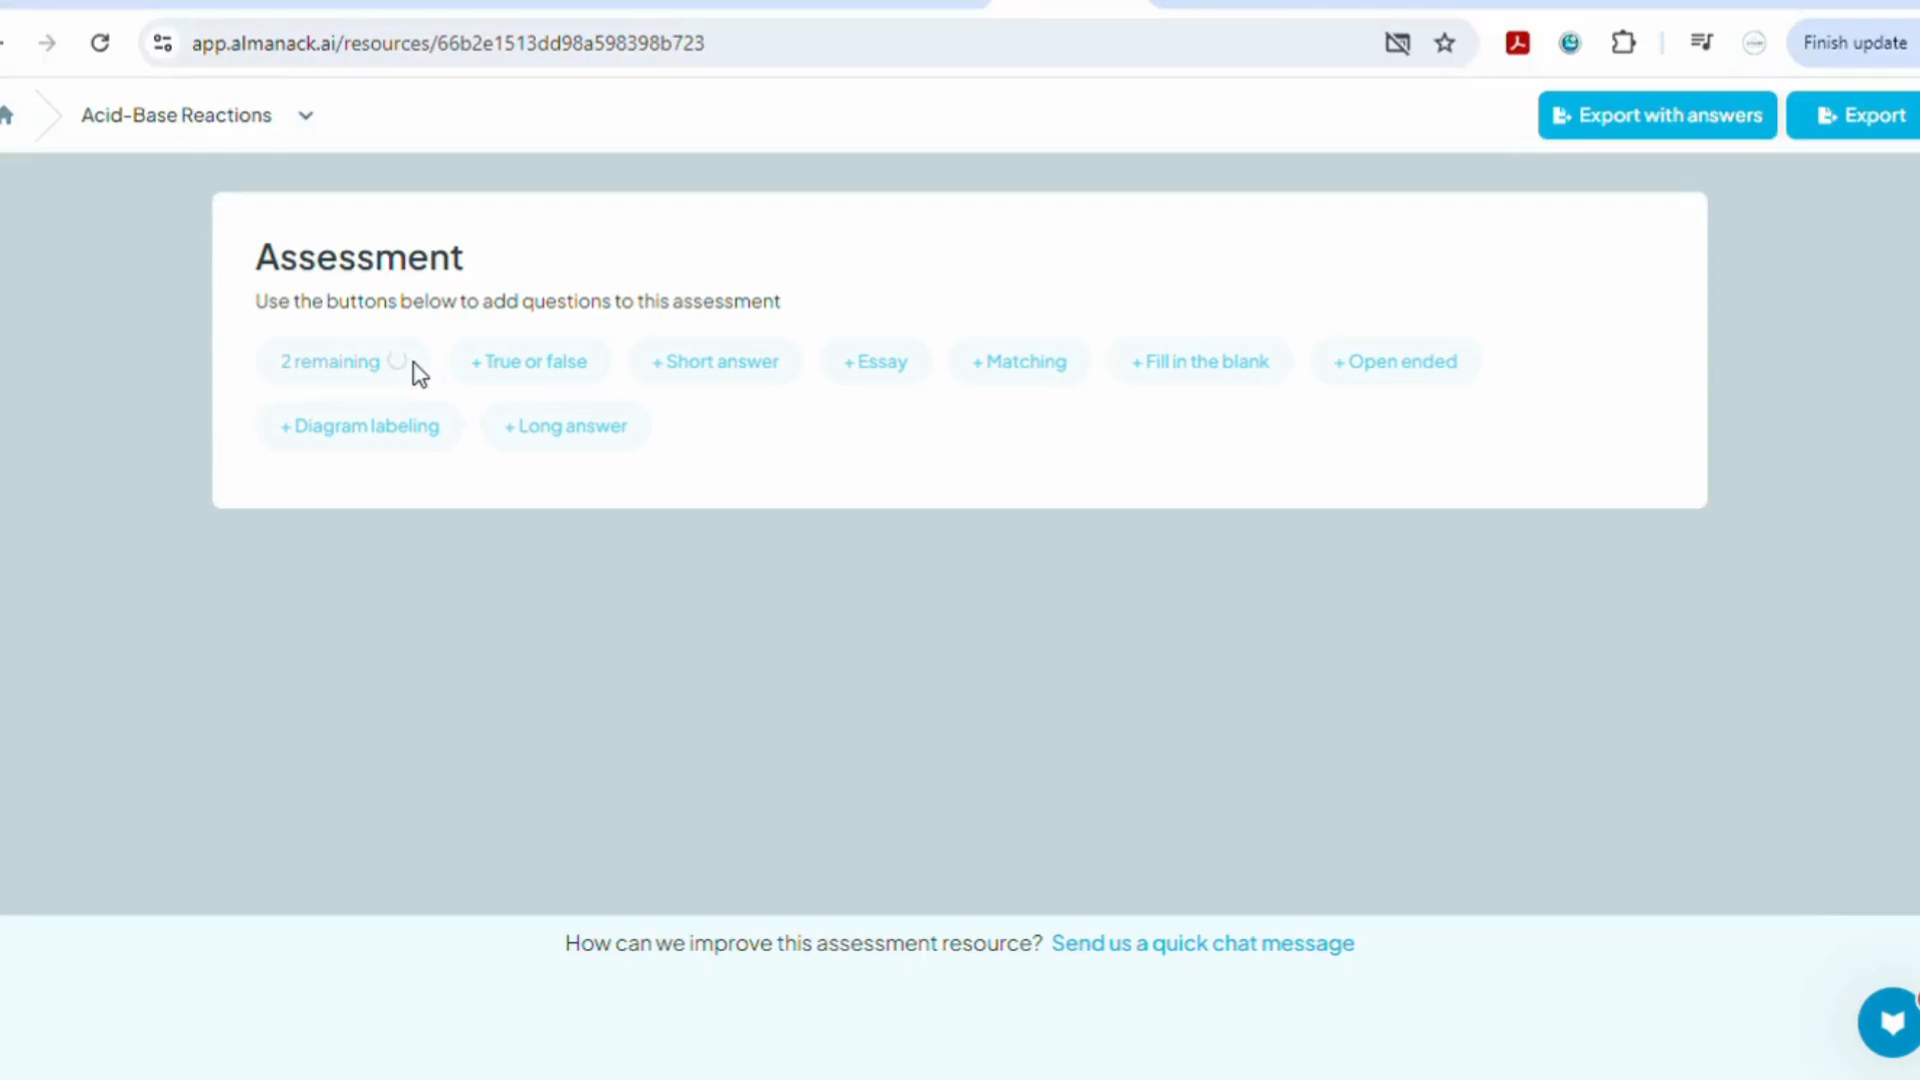 app.almanack.ai/resources/66b2e1513dd98a598398b723
Finish update
Acid-Base Reactions
Export with answers
Export
Assessment
Use the buttons below to add questions to this assessment
2 remaining
+ True or false
+ Short answer
+ Essay
+ Matching
+ Fill in the blank
+ Open ended
+ Diagram labeling
+ Long answer
How can we improve this assessment resource? Send us a quick chat message